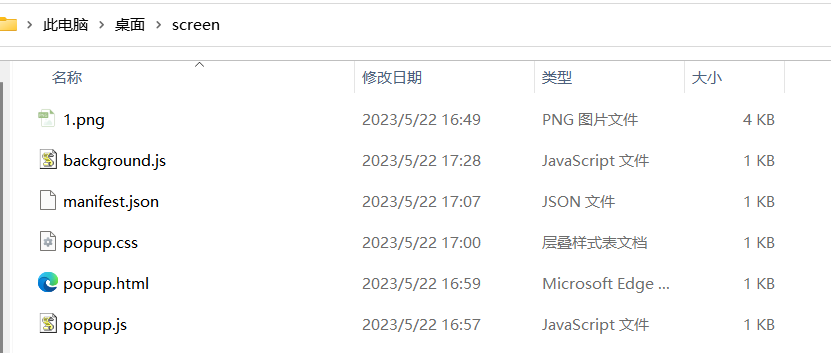 此电脑 > 桌面 > screen
名称 修改日期 类型 大小
1.png 2023/5/22 16:49 PNG 图片文件 4 KB
background.js 2023/5/22 17:28 JavaScript 文件 1 KB
manifest.json 2023/5/22 17:07 JSON 文件 1 KB
popup.css 2023/5/22 17:00 层叠样式表文档 1 KB
popup.html 2023/5/22 16:59 Microsoft Edge ... 1 KB
popup.js 2023/5/22 16:57 JavaScript 文件 1 KB